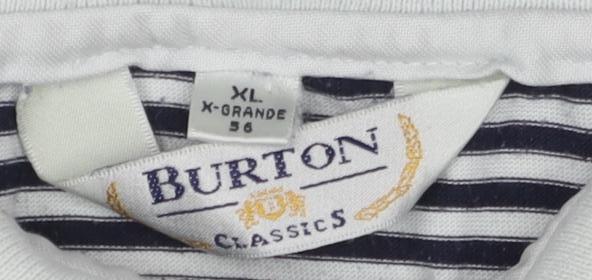 XL
X-GRANDE
56
BURTON
B
CLASSICS